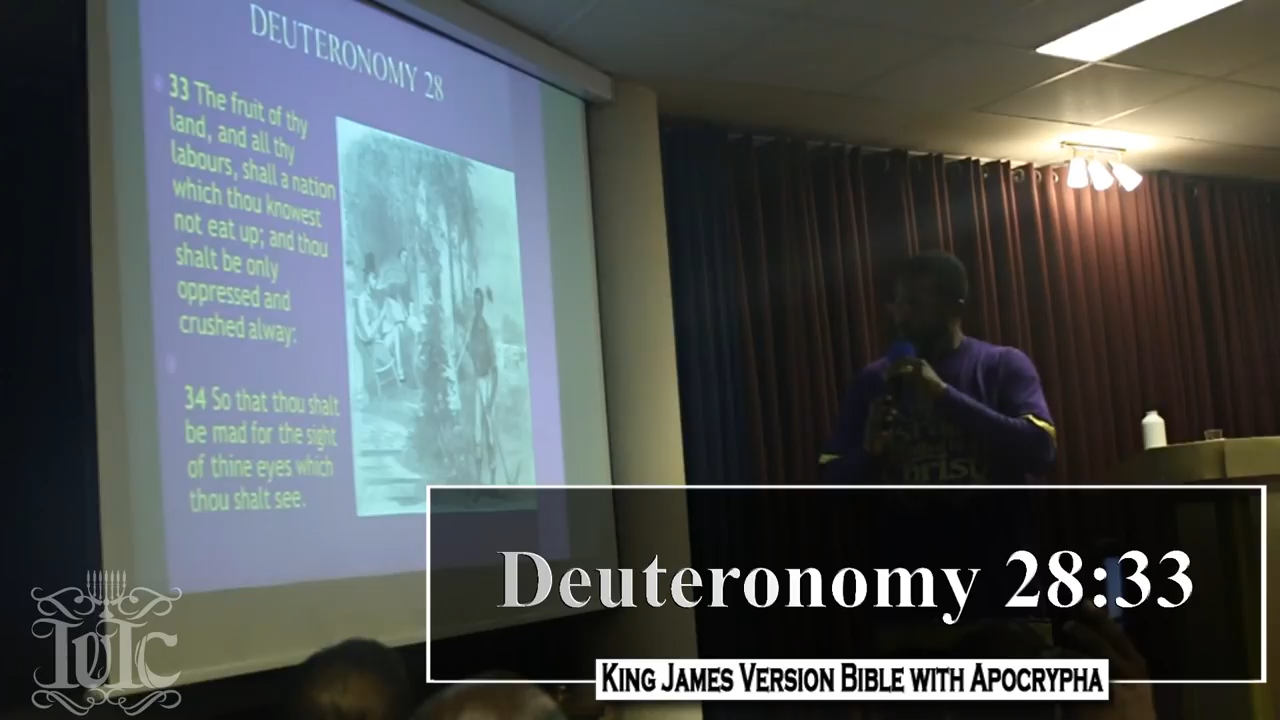 DEUTERONOMY 28
33 The fruit of thy
land, and all thy
labours, shall a nation
which thou knowest
not eat up; and thou
shalt be only
oppressed and
crushed alway:
34 So that thou shalt
be mad for the sight
of thine eyes which
thou shalt see.
Christ
Deuteronomy 28:33
KING JAMES VERSION BIBLE WITH APOCRYPHA
IUIC